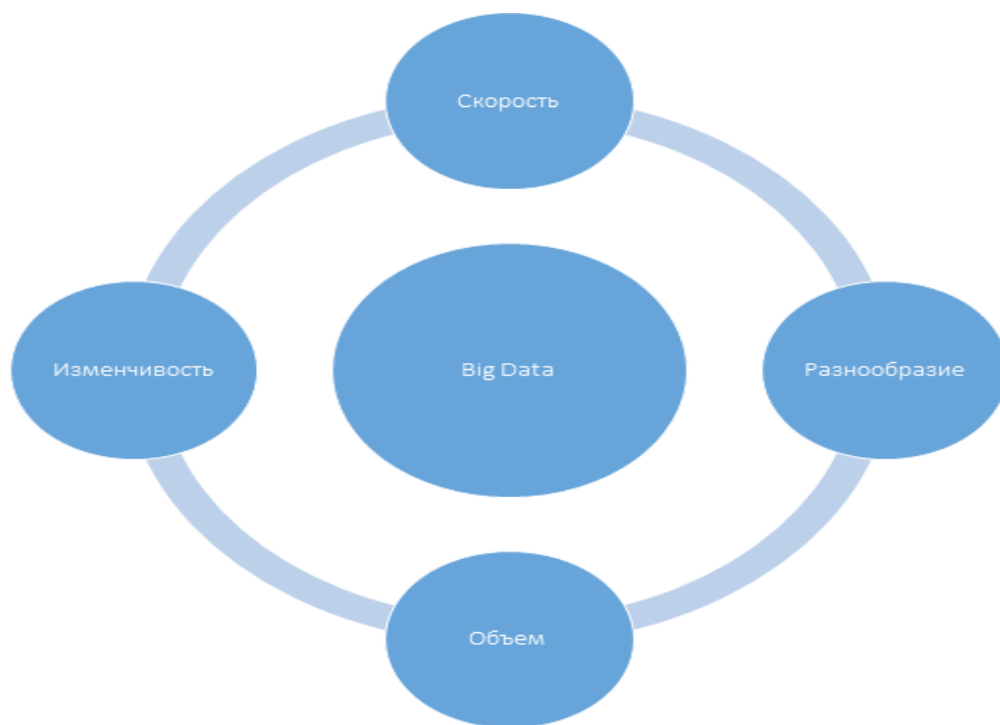 Скорость
Изменчивость
Big Data
Разнообразие
Объем